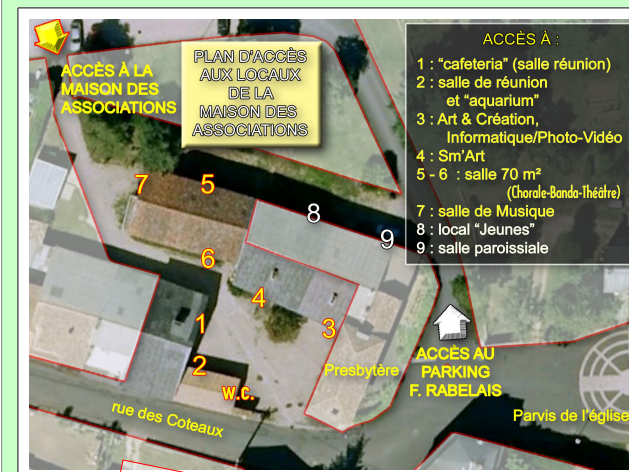 PLAN D'ACCÈS
AUX LOCAUX
DE LA
MAISON DES
ASSOCIATIONS
ACCÈS À LA
MAISON DES
ASSOCIATIONS
ACCÈS À :
1 : "cafeteria" (salle réunion)
2 : salle de réunion
et "aquarium"
3 : Art & Création,
Informatique/Photo-Vidéo
4 : Sm'Art
5 - 6 : salle 70 m²
(Chorale-Banda-Théâtre)
7 : salle de Musique
8 : local "Jeunes"
9 : salle paroissiale
7
5
8
9
6
4
3
1
2
w.c.
Presbytère
ACCÈS AU
PARKING
F. RABELAIS
rue des Coteaux
Parvis de l'église